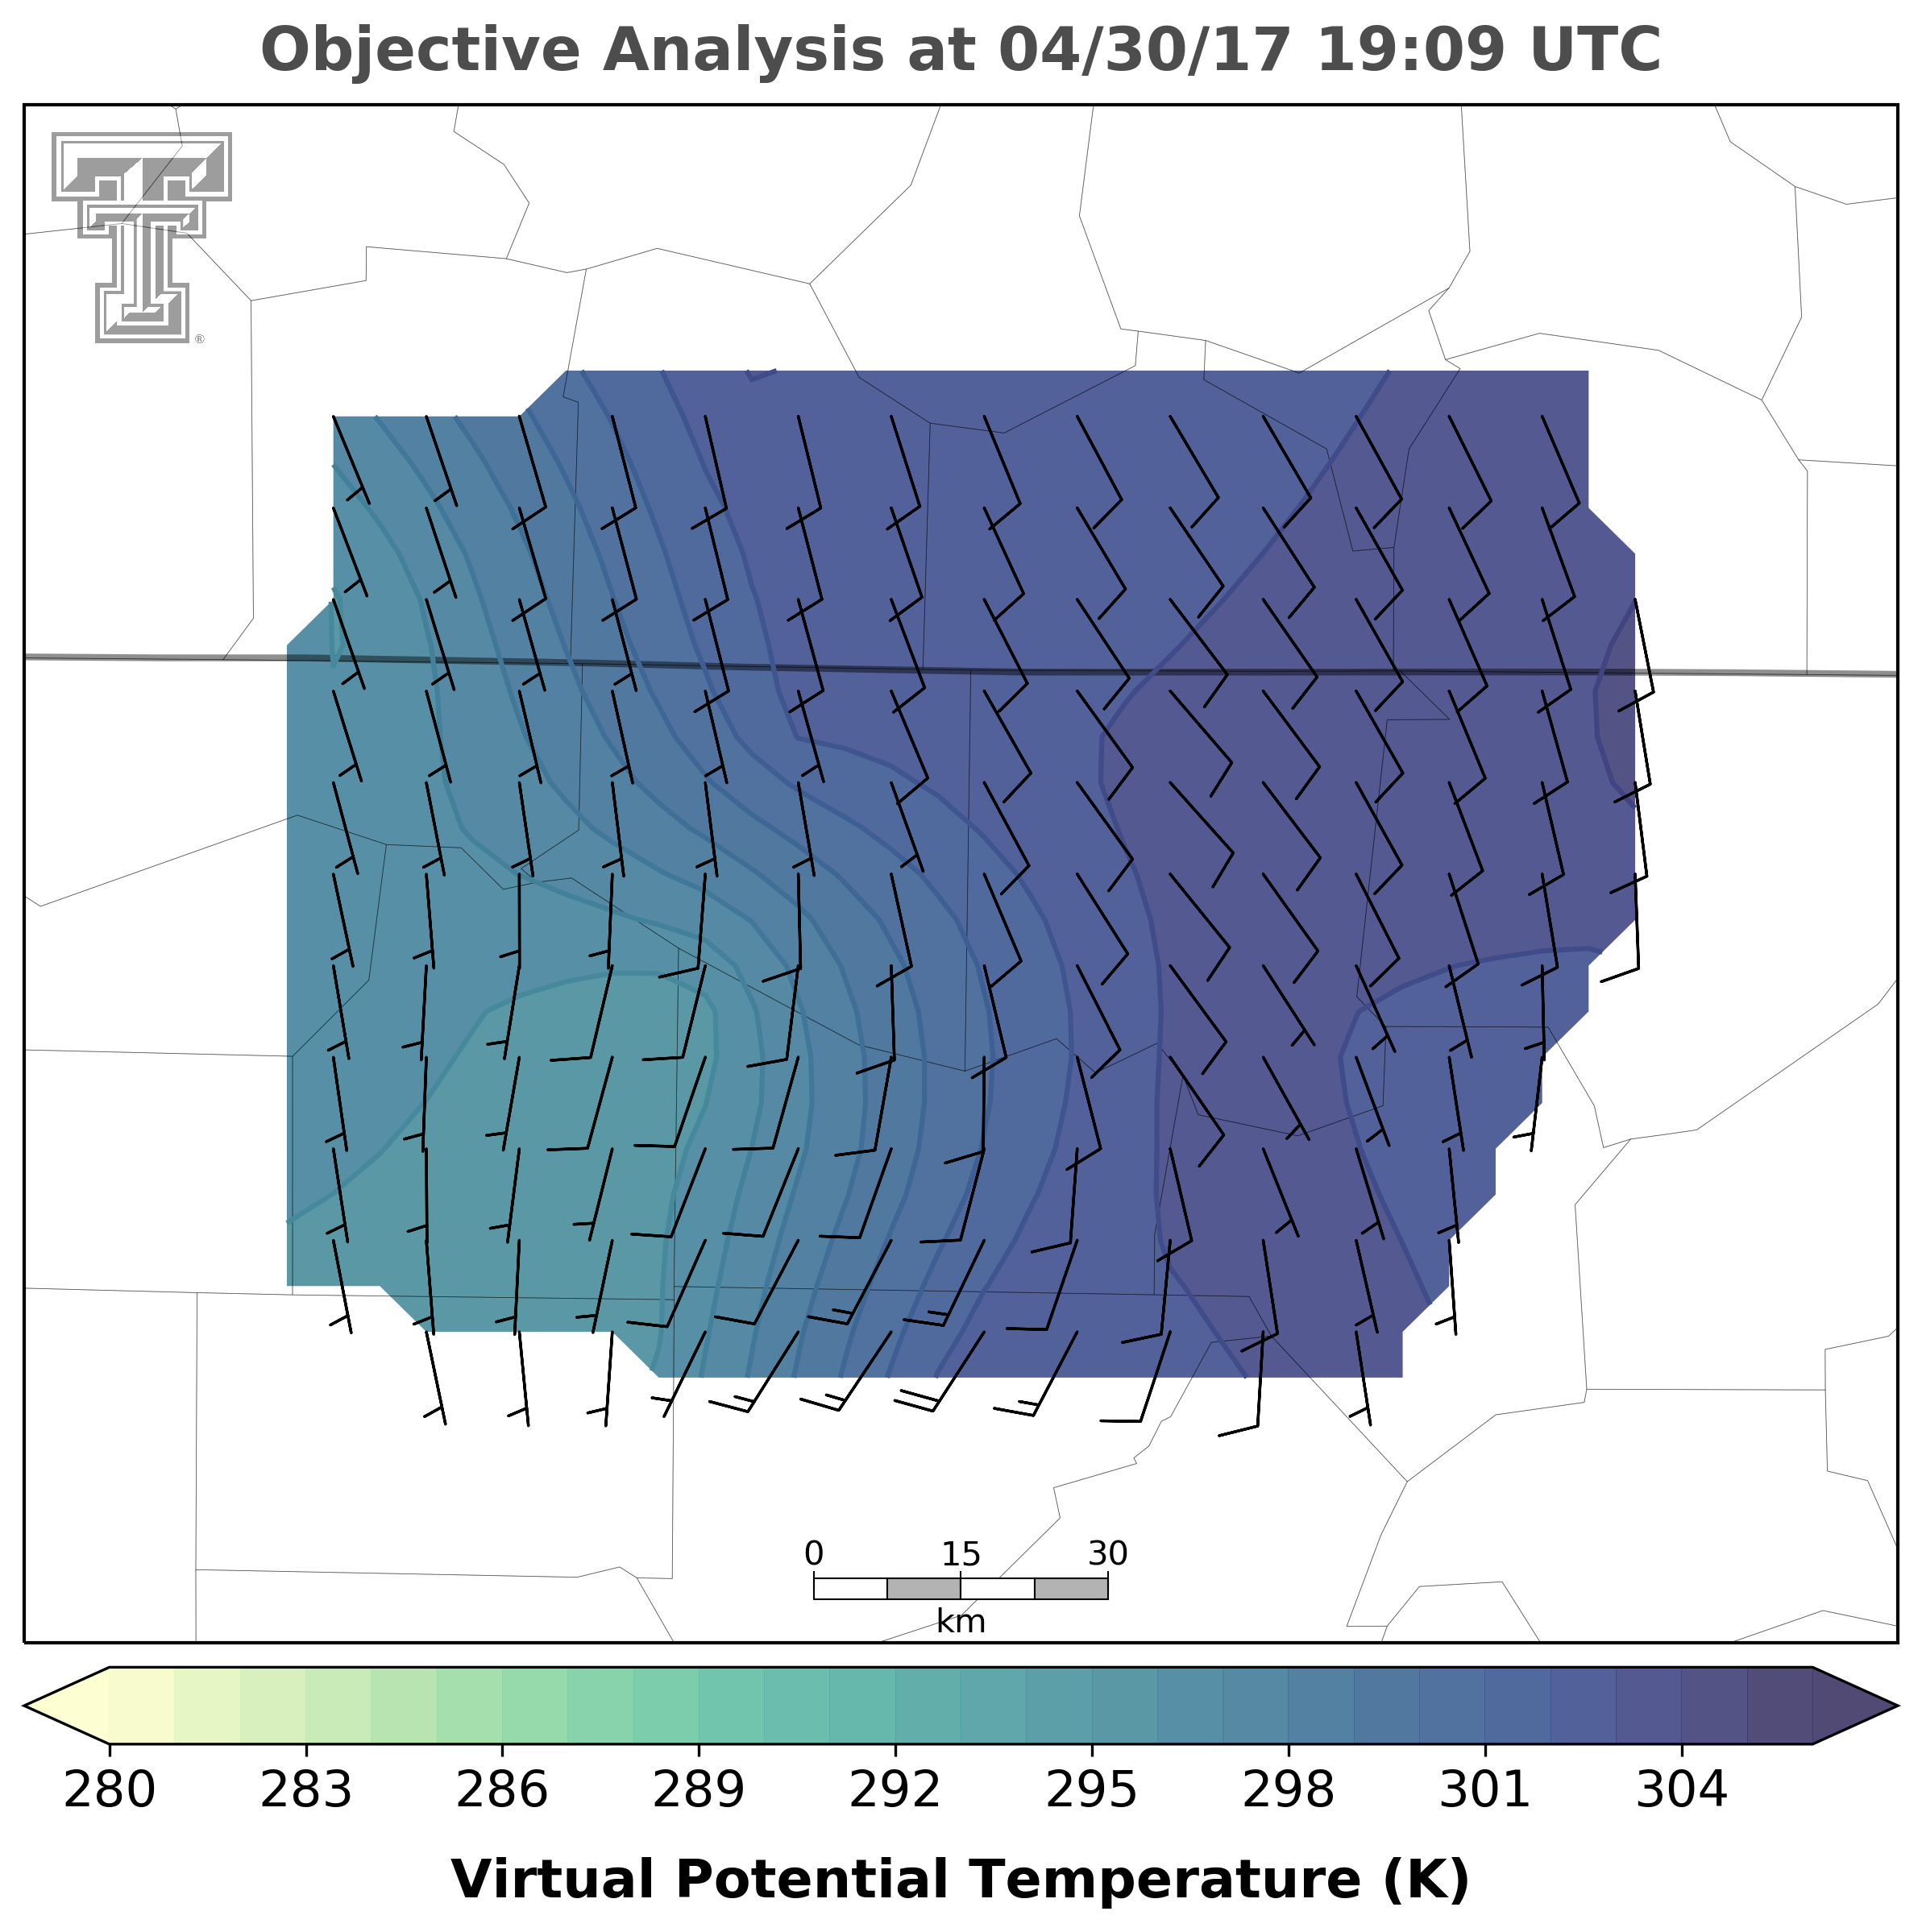 Objective Analysis at 04/30/17 19:09 UTC
®
0 15 30
km
280 283 286 289 292 295 298 301 304
Virtual Potential Temperature (K)